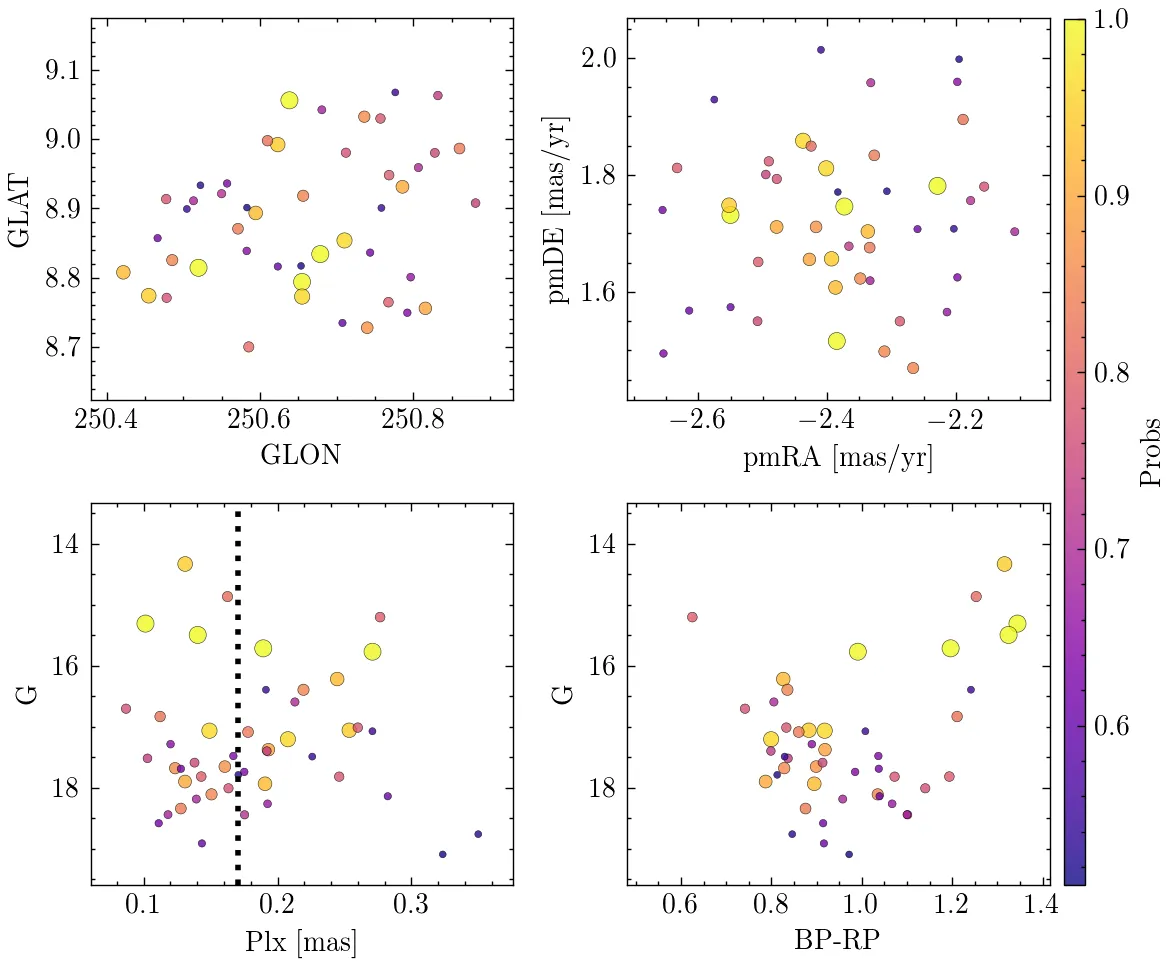 9.1
9.0
8.9
8.8
8.7
GLAT
250.4 250.6 250.8
GLON
2.0
1.8
1.6
pmDE [mas/yr]
−2.6 −2.4 −2.2
pmRA [mas/yr]
1.0
0.9
0.8
0.7
0.6
Probs
14
16
18
G
0.1 0.2 0.3
Plx [mas]
14
16
18
G
0.6 0.8 1.0 1.2 1.4
BP-RP